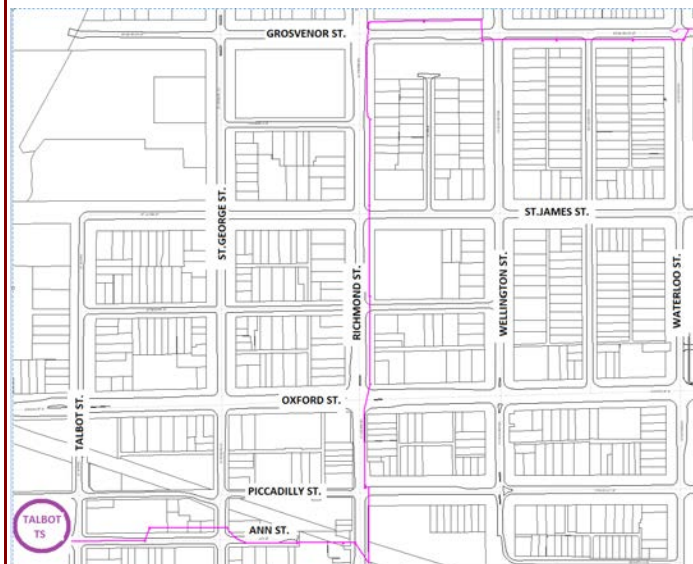 GROSVENOR ST.
ST.GEORGE ST.
ST.JAMES ST.
RICHMOND ST.
WELLINGTON ST.
WATERLOO ST.
TALBOT ST.
OXFORD ST.
PICCADILLY ST.
TALBOT
TS
ANN ST.